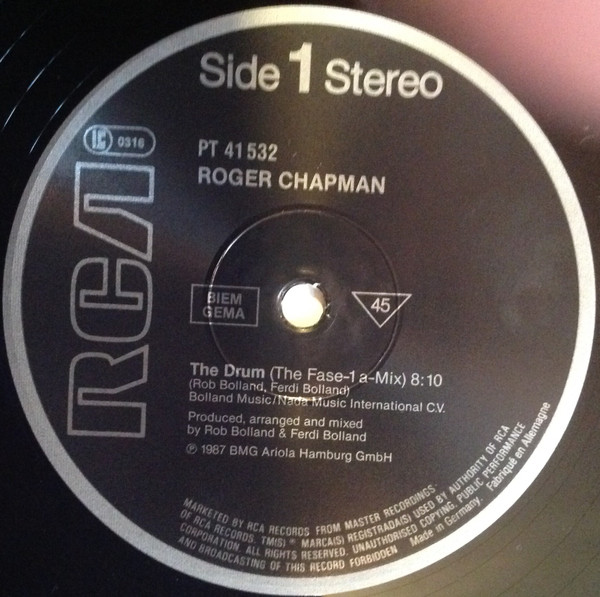 Side 1 Stereo
LC 0316
PT 41532
ROGER CHAPMAN
RCA
BIEM
GEMA
45
The Drum (The Fase-1a-Mix) 8:10
(Rob Bolland, Ferdi Bolland)
Bolland Music/Nada Music International C.V.
Produced, arranged and mixed
by Rob Bolland & Ferdi Bolland
℗ 1987 BMG Ariola Hamburg GmbH
MARKETED BY RCA RECORDS FROM MASTER RECORDINGS
OF RCA RECORDS. TM(S) ® MARCA(S) REGISTRADA(S) USED BY AUTHORITY OF RCA
CORPORATION. ALL RIGHTS RESERVED. UNAUTHORISED COPYING, PUBLIC PERFORMANCE
AND BROADCASTING OF THIS RECORD FORBIDDEN Made in Germany. Fabriqué en Allemagne